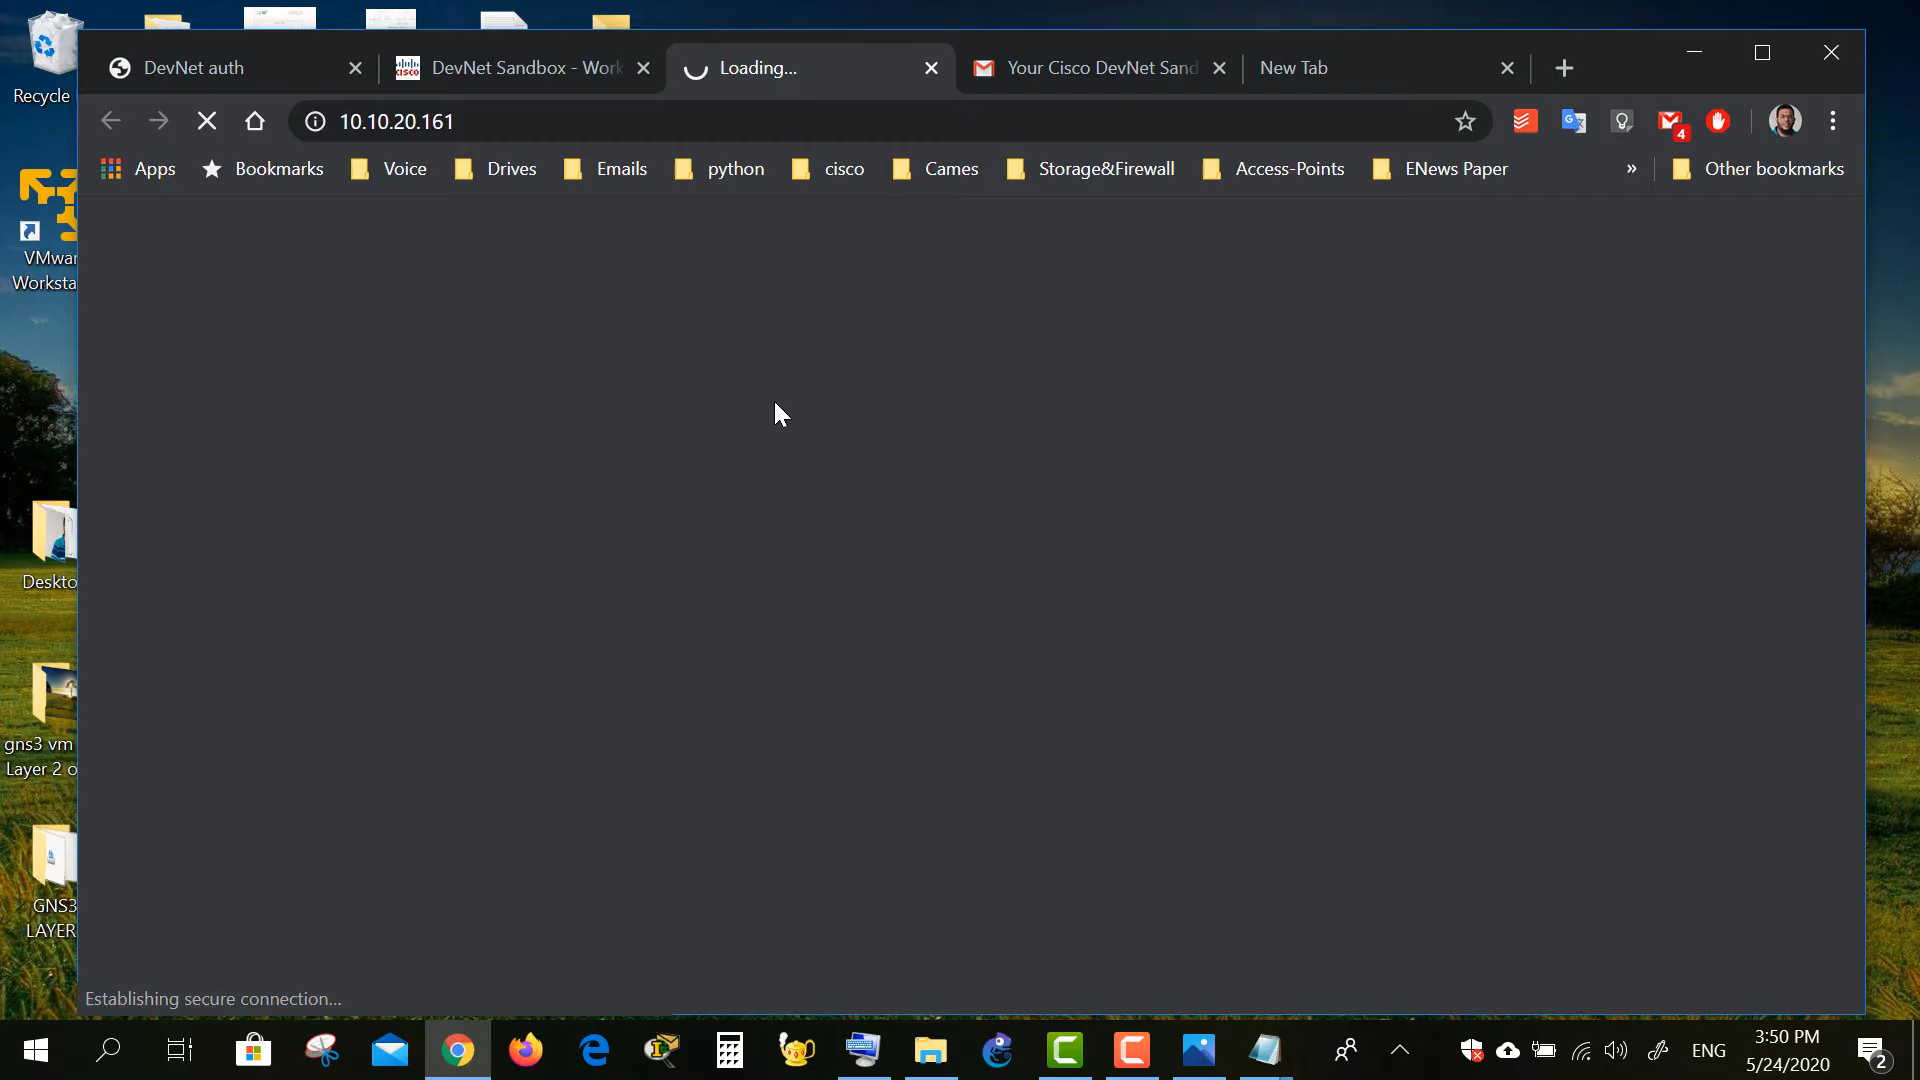 DevNet auth
DevNet Sandbox - Work
Loading...
Your Cisco DevNet Sand
New Tab
10.10.20.161
4
Apps
Bookmarks
Voice
Drives
Emails
python
cisco
Cames
Storage&Firewall
Access-Points
ENews Paper
»
Other bookmarks
Recycle
VMwar
Worksta
Deskto
gns3 vm
Layer 2 o
GNS3
LAYER
Establishing secure connection...
ENG
3:50 PM
5/24/2020
2